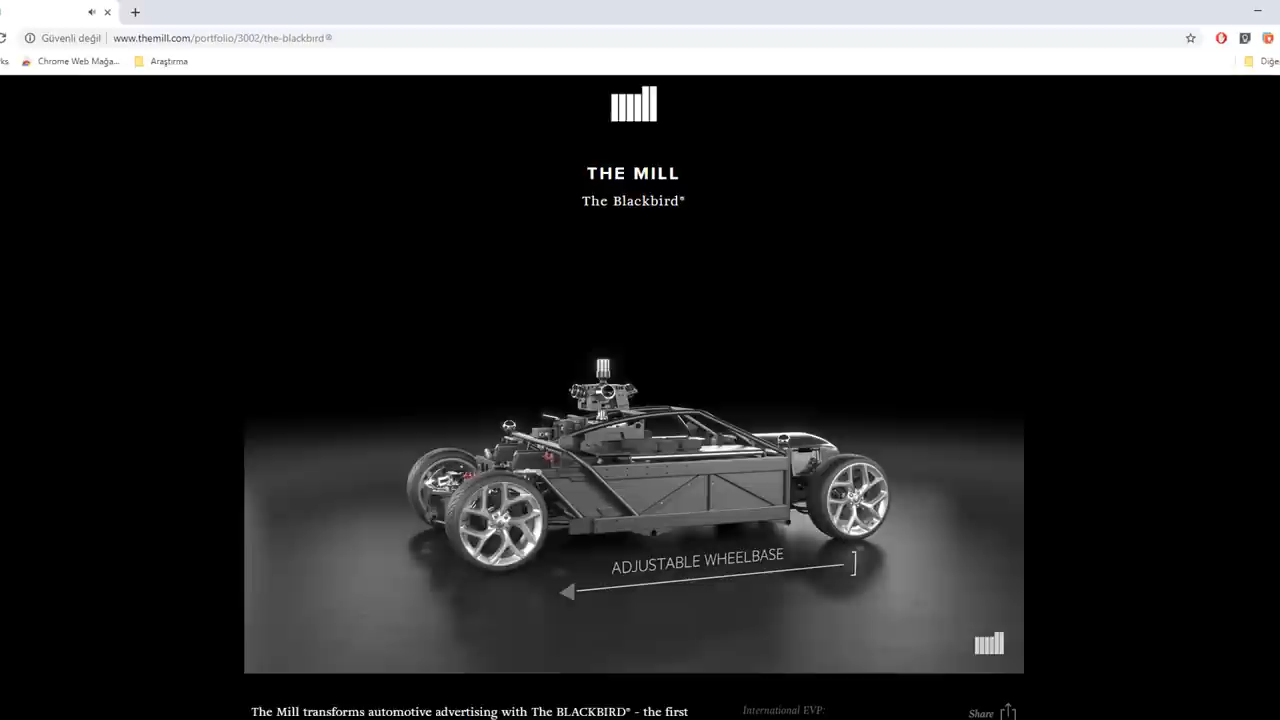 Güvenli değil
www.themill.com/portfolio/3002/the-blackbird®
Chrome Web Mağa...
Araştırma
THE MILL
The Blackbird®
ADJUSTABLE WHEELBASE
The Mill transforms automotive advertising with The BLACKBIRD® - the first
International EVP:
Share